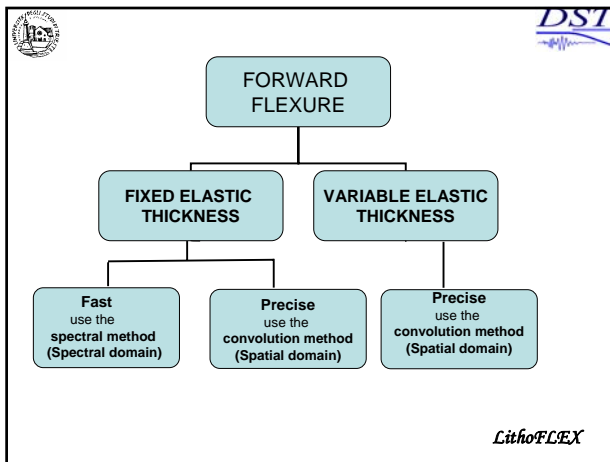 DST
FORWARD
FLEXURE
FIXED ELASTIC
THICKNESS
VARIABLE ELASTIC
THICKNESS
Fast
use the
spectral method
(Spectral domain)
Precise
use the
convolution method
(Spatial domain)
Precise
use the
convolution method
(Spatial domain)
LithoFLEX